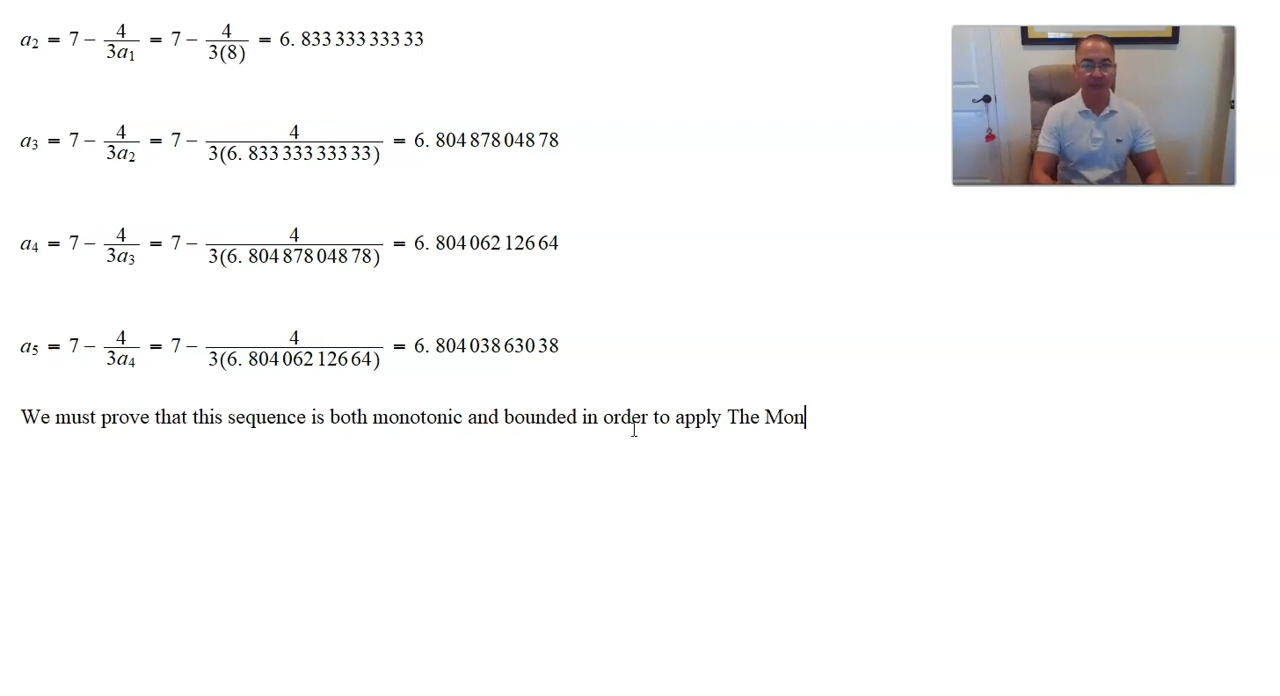 a₂ = 7 − 4/3a₁ = 7 − 4/3(8) = 6. 833 333 333 33
a₃ = 7 − 4/3a₂ = 7 − 4/3(6. 833 333 333 33) = 6. 804 878 048 78
a₄ = 7 − 4/3a₃ = 7 − 4/3(6. 804 878 048 78) = 6. 804 062 126 64
a₅ = 7 − 4/3a₄ = 7 − 4/3(6. 804 062 126 64) = 6. 804 038 630 38
We must prove that this sequence is both monotonic and bounded in order to apply The Mon